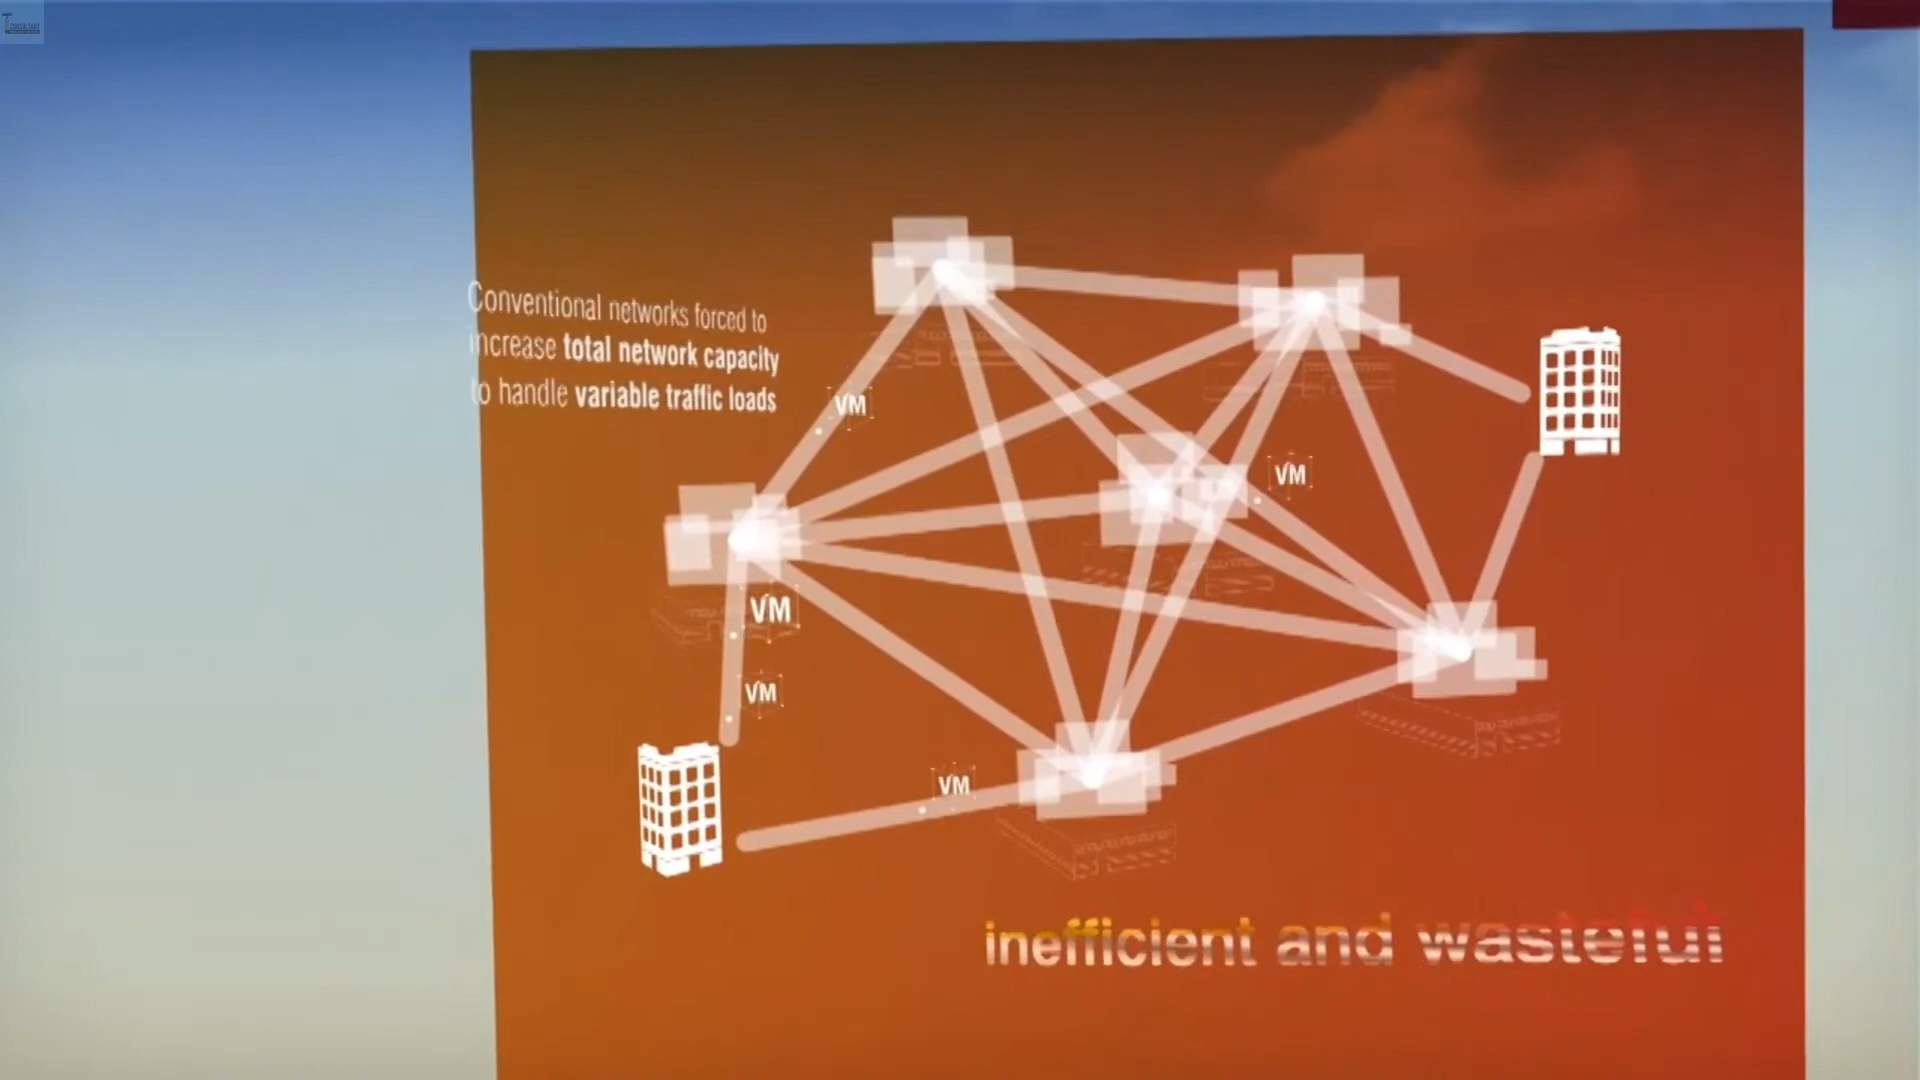 CONSULTANT
Conventional networks forced to
increase total network capacity
to handle variable traffic loads
VM
VM
VM
VM
VM
inefficient and wasteful